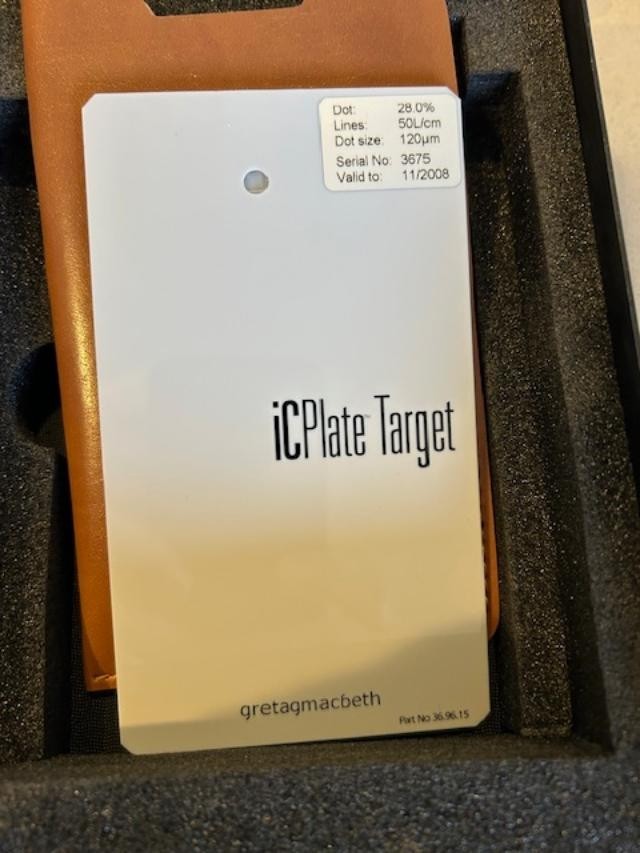 Dot: 28.0%
Lines: 50L/cm
Dot size: 120µm
Serial No: 3675
Valid to: 11/2008
iCPlate™ Target
gretagmacbeth
Part No 36.96.15